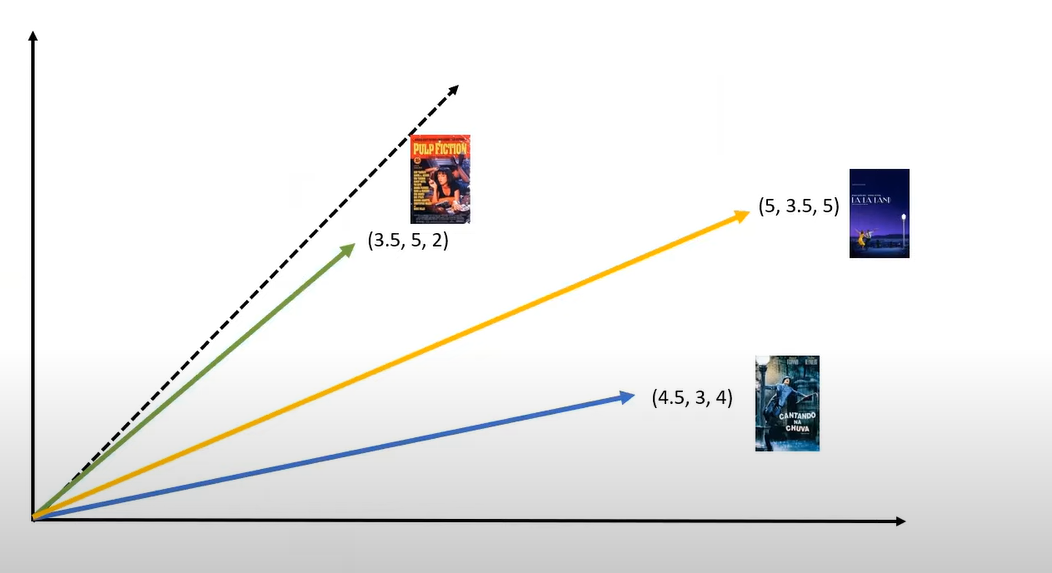 PULP FICTION
(3.5, 5, 2)
(5, 3.5, 5)
LA LA LAND
(4.5, 3, 4)
CANTANDO
NA
CHUVA